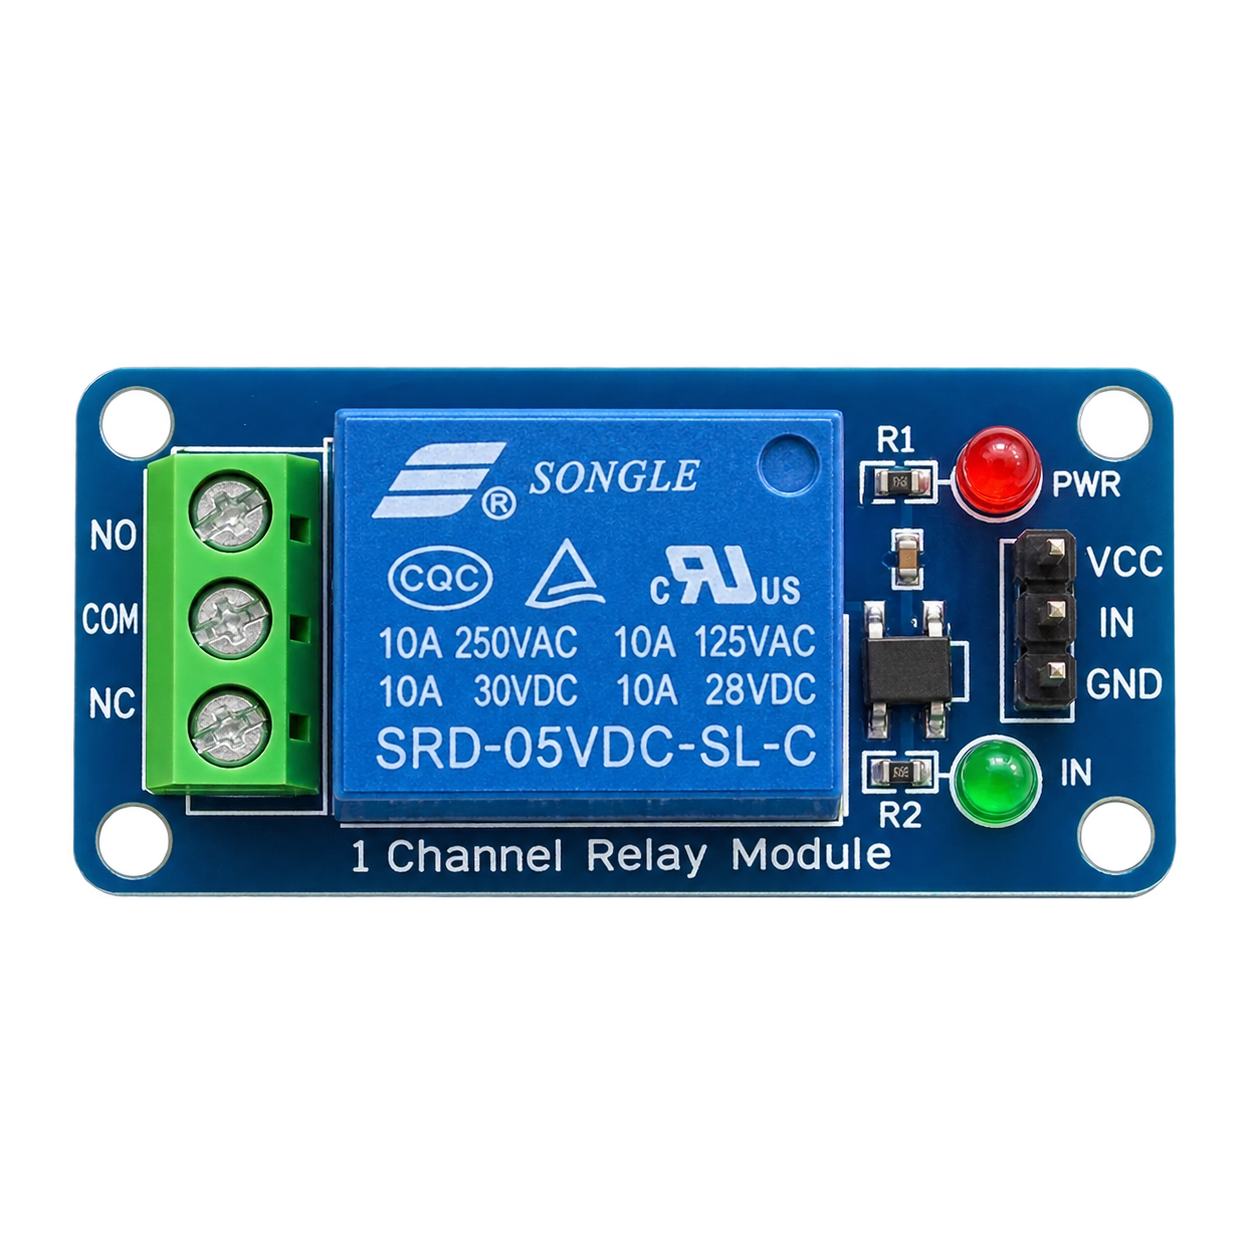 NO
COM
NC
® SONGLE
CQC
c RU US
10A 250VAC 10A 125VAC
10A 30VDC 10A 28VDC
SRD-05VDC-SL-C
1 Channel Relay Module
R1
PWR
VCC
IN
GND
IN
R2